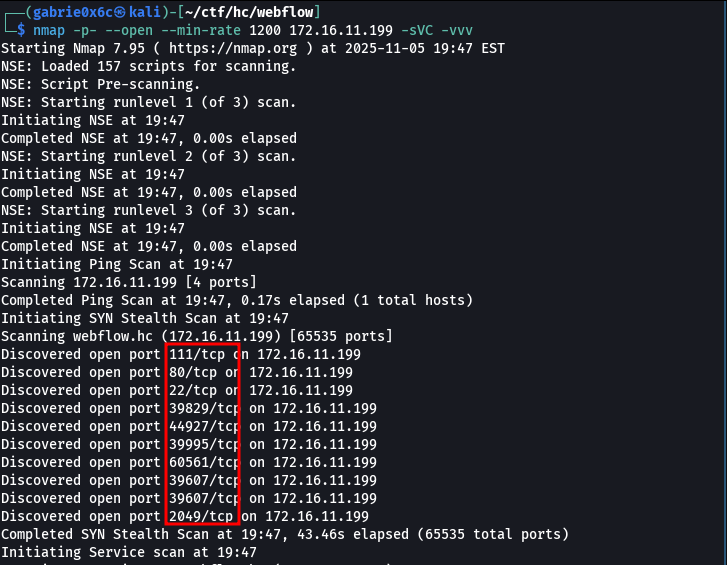 ┌──(gabrie0x6c㉿kali)-[~/ctf/hc/webflow]
└─$ nmap -p- --open --min-rate 1200 172.16.11.199 -sVC -vvv
Starting Nmap 7.95 ( https://nmap.org ) at 2025-11-05 19:47 EST
NSE: Loaded 157 scripts for scanning.
NSE: Script Pre-scanning.
NSE: Starting runlevel 1 (of 3) scan.
Initiating NSE at 19:47
Completed NSE at 19:47, 0.00s elapsed
NSE: Starting runlevel 2 (of 3) scan.
Initiating NSE at 19:47
Completed NSE at 19:47, 0.00s elapsed
NSE: Starting runlevel 3 (of 3) scan.
Initiating NSE at 19:47
Completed NSE at 19:47, 0.00s elapsed
Initiating Ping Scan at 19:47
Scanning 172.16.11.199 [4 ports]
Completed Ping Scan at 19:47, 0.17s elapsed (1 total hosts)
Initiating SYN Stealth Scan at 19:47
Scanning webflow.hc (172.16.11.199) [65535 ports]
Discovered open port 111/tcp on 172.16.11.199
Discovered open port 80/tcp on 172.16.11.199
Discovered open port 22/tcp on 172.16.11.199
Discovered open port 39829/tcp on 172.16.11.199
Discovered open port 44927/tcp on 172.16.11.199
Discovered open port 39995/tcp on 172.16.11.199
Discovered open port 60561/tcp on 172.16.11.199
Discovered open port 39607/tcp on 172.16.11.199
Discovered open port 39607/tcp on 172.16.11.199
Discovered open port 2049/tcp on 172.16.11.199
Completed SYN Stealth Scan at 19:47, 43.46s elapsed (65535 total ports)
Initiating Service scan at 19:47